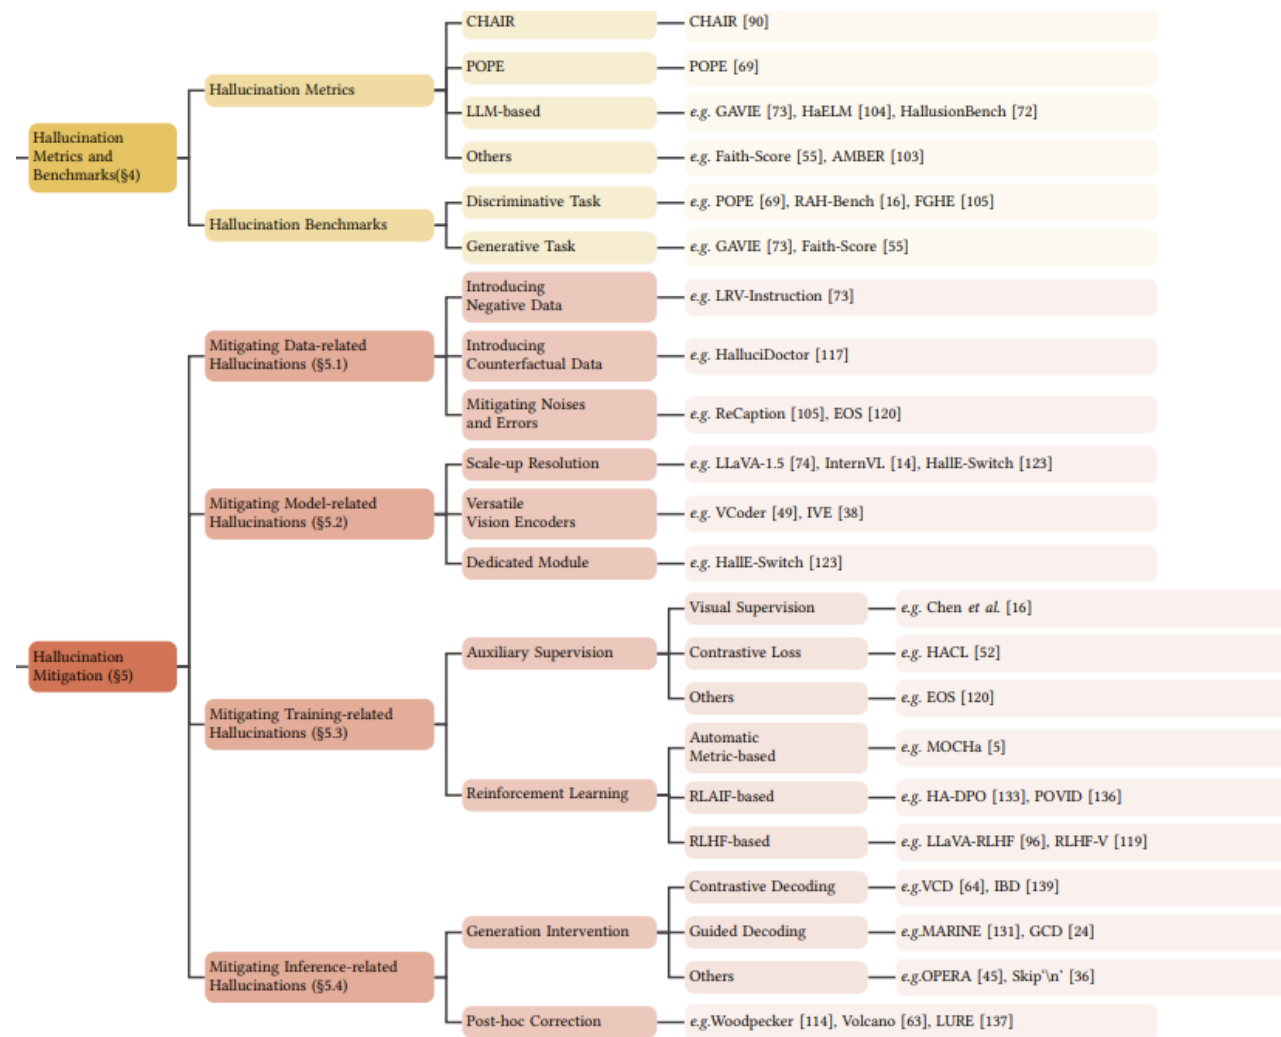 CHAIR
CHAIR [90]
POPE
POPE [69]
Hallucination Metrics
LLM-based
e.g. GAVIE [73], HaELM [104], HallusionBench [72]
Hallucination
Metrics and
Benchmarks(§4)
Others
e.g. Faith-Score [55], AMBER [103]
Discriminative Task
e.g. POPE [69], RAH-Bench [16], FGHE [105]
Hallucination Benchmarks
Generative Task
e.g. GAVIE [73], Faith-Score [55]
Introducing
Negative Data
e.g. LRV-Instruction [73]
Mitigating Data-related
Hallucinations (§5.1)
Introducing
Counterfactual Data
e.g. HalluciDoctor [117]
Mitigating Noises
and Errors
e.g. ReCaption [105], EOS [120]
Scale-up Resolution
e.g. LLaVA-1.5 [74], InternVL [14], HallE-Switch [123]
Mitigating Model-related
Hallucinations (§5.2)
Versatile
Vision Encoders
e.g. VCoder [49], IVE [38]
Dedicated Module
e.g. HallE-Switch [123]
Hallucination
Mitigation (§5)
Visual Supervision
e.g. Chen et al. [16]
Auxiliary Supervision
Contrastive Loss
e.g. HACL [52]
Others
e.g. EOS [120]
Mitigating Training-related
Hallucinations (§5.3)
Automatic
Metric-based
e.g. MOCHa [5]
Reinforcement Learning
RLAIF-based
e.g. HA-DPO [133], POVID [136]
RLHF-based
e.g. LLaVA-RLHF [96], RLHF-V [119]
Contrastive Decoding
e.g.VCD [64], IBD [139]
Generation Intervention
Guided Decoding
e.g.MARINE [131], GCD [24]
Mitigating Inference-related
Hallucinations (§5.4)
Others
e.g.OPERA [45], Skip'\n' [36]
Post-hoc Correction
e.g.Woodpecker [114], Volcano [63], LURE [137]